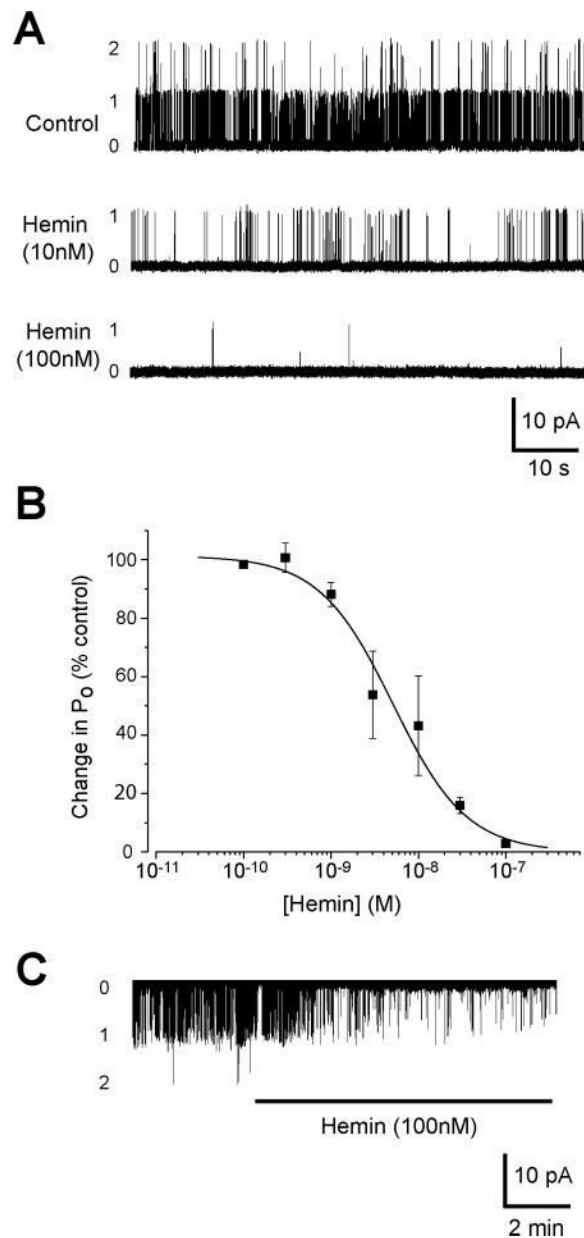 A
2
1
Control
0
Hemin
(10nM)
1
0
Hemin
(100nM)
1
0
10 pA
10 s
B
Change in Po (% control)
100
80
60
40
20
0
10-11
10-10
10-9
10-8
10-7
[Hemin] (M)
C
0
1
2
Hemin (100nM)
10 pA
2 min